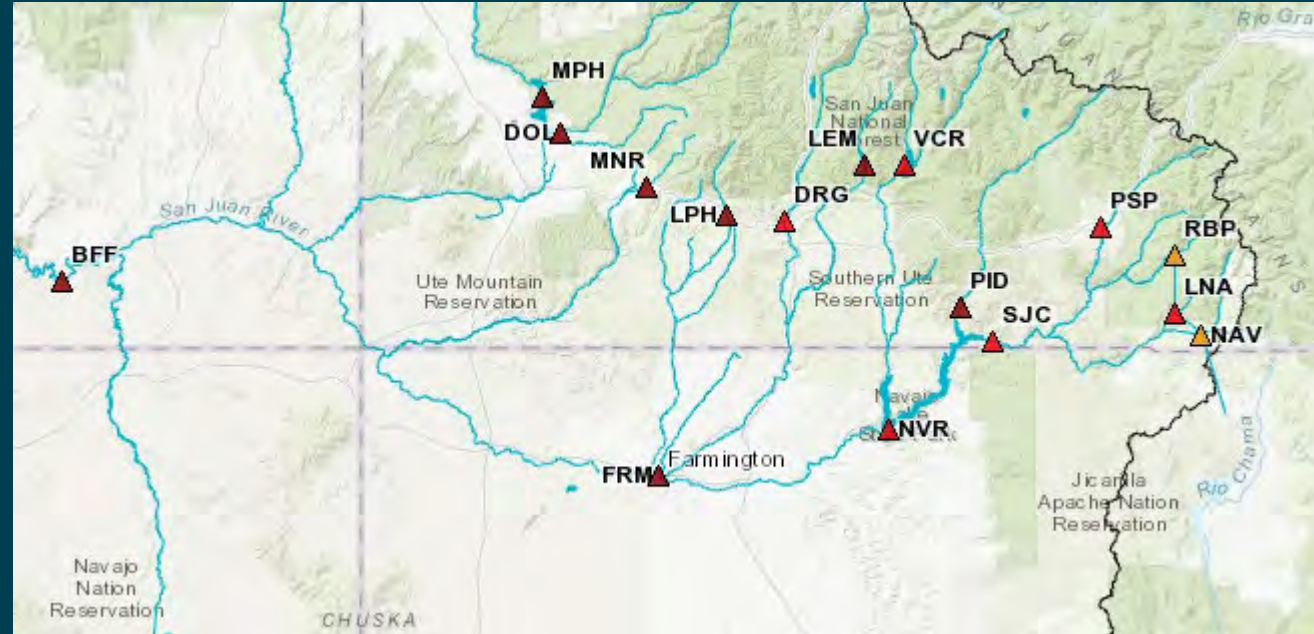 Rio Gra
MPH
San Juan
National
rest
DOL
LEM
VCR
MNR
DRG
PSP
San Juan River
LPH
RBP
BFF
Ute Mountain
Reservation
Southern Ute
Reservation
PID
LNA
SJC
NAV
Navajo
NVR
FRM
Farmington
Jicarilla
Apache Nation
Reservation
Rio Chama
Navajo
Nation
Reservation
CHUSKA